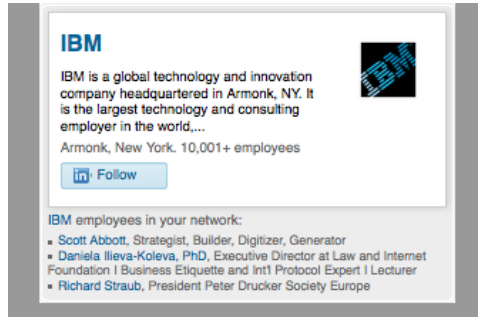 IBM
IBM
IBM is a global technology and innovation
company headquartered in Armonk, NY. It
is the largest technology and consulting
employer in the world,...
Armonk, New York. 10,001+ employees
in Follow
IBM employees in your network:
▪ Scott Abbott, Strategist, Builder, Digitizer, Generator
▪ Daniela Ilieva-Koleva, PhD, Executive Director at Law and Internet
Foundation I Business Etiquette and Int'l Protocol Expert I Lecturer
▪ Richard Straub, President Peter Drucker Society Europe